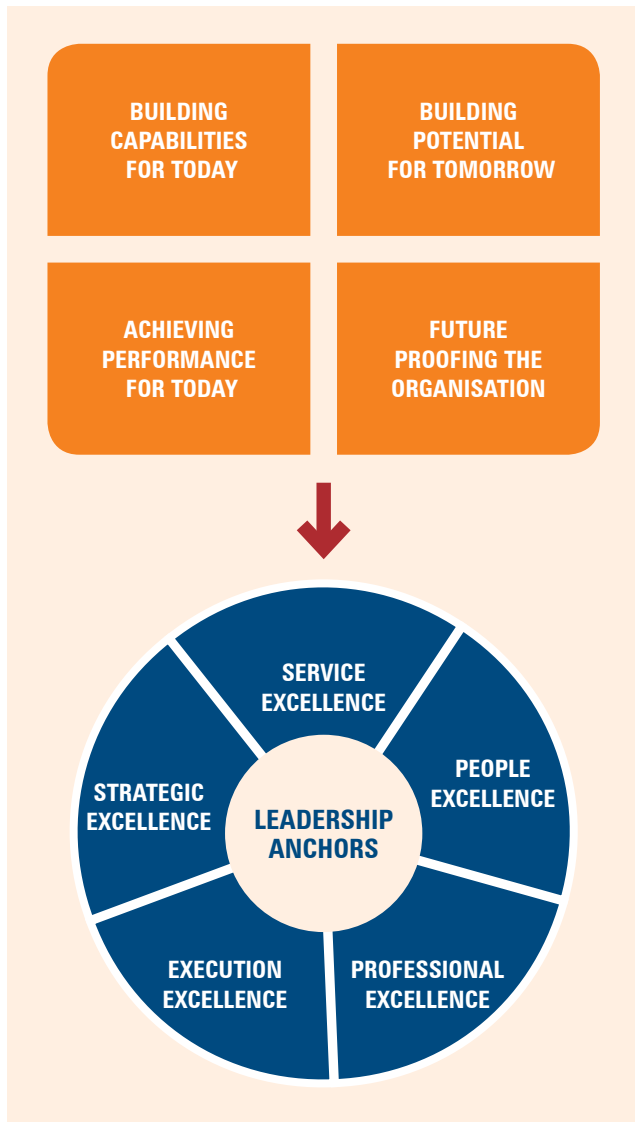 BUILDING
CAPABILITIES
FOR TODAY
BUILDING
POTENTIAL
FOR TOMORROW
ACHIEVING
PERFORMANCE
FOR TODAY
FUTURE
PROOFING THE
ORGANISATION
SERVICE
EXCELLENCE
PEOPLE
EXCELLENCE
STRATEGIC
EXCELLENCE
LEADERSHIP
ANCHORS
EXECUTION
EXCELLENCE
PROFESSIONAL
EXCELLENCE